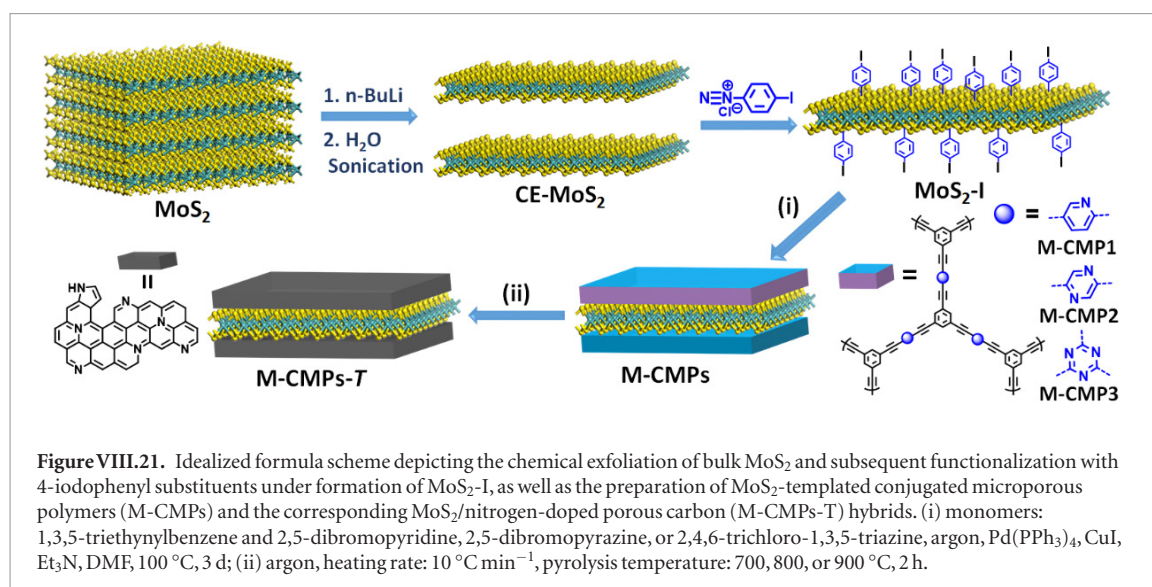 1. n-BuLi
2. H₂O
Sonication
MoS₂
CE-MoS₂
N≡N⁺
Cl⁻
I
I I I I I I
I I I I I
MoS₂-I
(i)
N
= M-CMP1
N
N
M-CMP2
N N
N
M-CMP3
=
M-CMPs
(ii)
M-CMPs-T
=
HN N
N N
N N N
Figure VIII.21. Idealized formula scheme depicting the chemical exfoliation of bulk MoS₂ and subsequent functionalization with
4-iodophenyl substituents under formation of MoS₂-I, as well as the preparation of MoS₂-templated conjugated microporous
polymers (M-CMPs) and the corresponding MoS₂/nitrogen-doped porous carbon (M-CMPs-T) hybrids. (i) monomers:
1,3,5-triethynylbenzene and 2,5-dibromopyridine, 2,5-dibromopyrazine, or 2,4,6-trichloro-1,3,5-triazine, argon, Pd(PPh₃)₄, CuI,
Et₃N, DMF, 100 °C, 3 d; (ii) argon, heating rate: 10 °C min⁻¹, pyrolysis temperature: 700, 800, or 900 °C, 2 h.